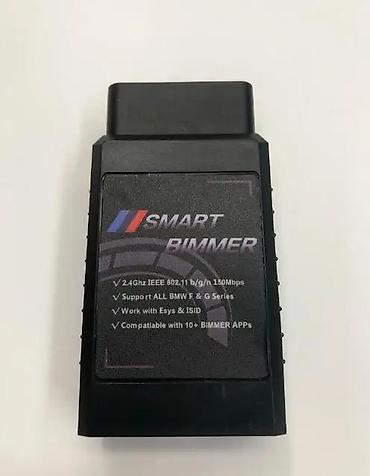 SMART
BIMMER
✓ 2.4Ghz IEEE 802.11 b/g/n 150Mbps
✓ Support ALL BMW F & G Series
✓ Work with Esys & ISID
✓ Compatiable with 10+ BIMMER APPs